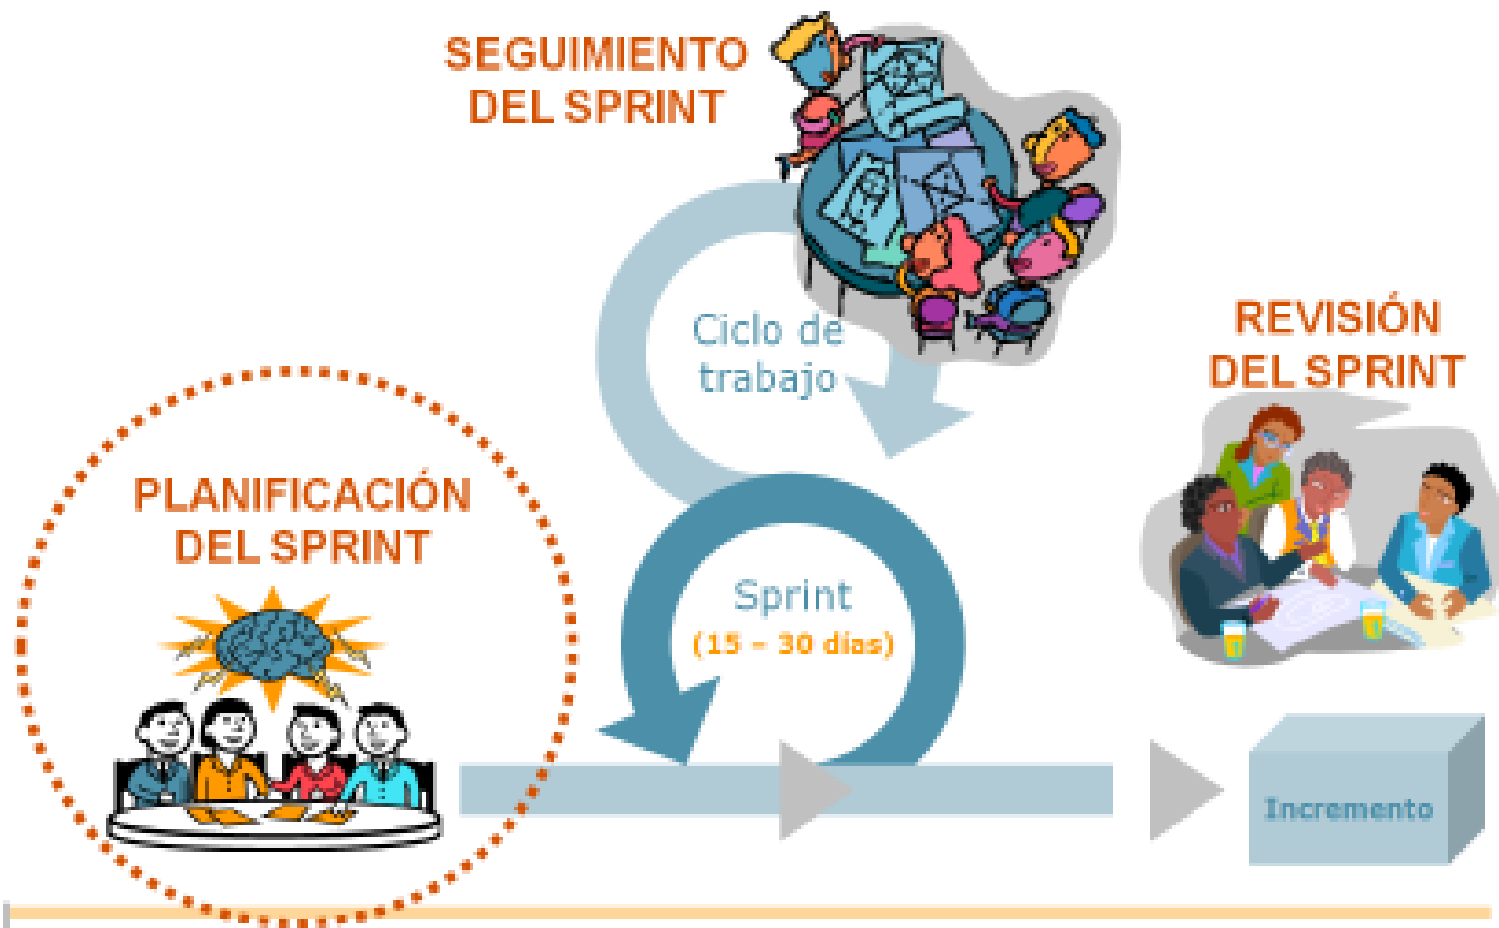 SEGUIMIENTO
DEL SPRINT
Ciclo de
trabajo
REVISIÓN
DEL SPRINT
PLANIFICACIÓN
DEL SPRINT
Sprint
(15 – 30 días)
Incremento